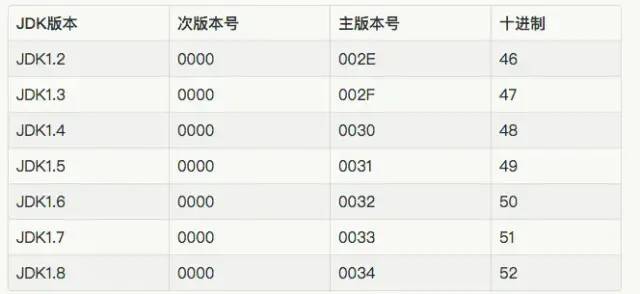 JDK版本 次版本号 主版本号 十进制
JDK1.2 0000 002E 46
JDK1.3 0000 002F 47
JDK1.4 0000 0030 48
JDK1.5 0000 0031 49
JDK1.6 0000 0032 50
JDK1.7 0000 0033 51
JDK1.8 0000 0034 52